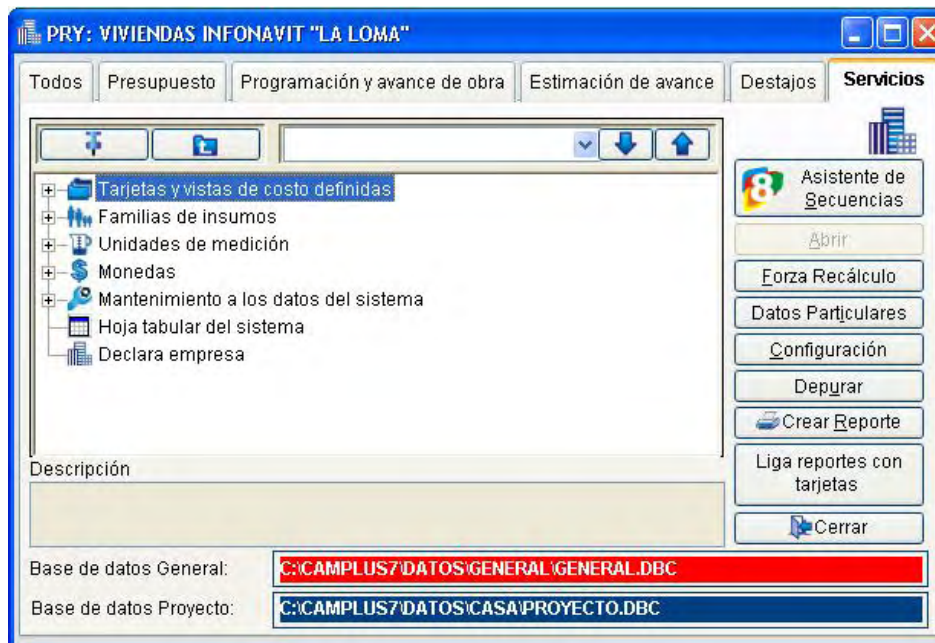 PRY: VIVIENDAS INFONAVIT "LA LOMA"
Todos Presupuesto Programación y avance de obra Estimación de avance Destajos Servicios
Tarjetas y vistas de costo definidas
Familias de insumos
Unidades de medición
Monedas
Mantenimiento a los datos del sistema
Hoja tabular del sistema
Declara empresa
8 Asistente de
Secuencias
Abrir
Forza Recálculo
Datos Particulares
Configuración
Depurar
Crear Reporte
Liga reportes con
tarjetas
Cerrar
Descripción
Base de datos General: C:\CAMPLUS7\DATOS\GENERAL\GENERAL.DBC
Base de datos Proyecto: C:\CAMPLUS7\DATOS\CASA\PROYECTO.DBC